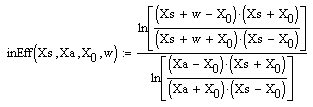 inEff(Xs, Xa, X₀, w) := ln[((Xs + w − X₀)·(Xs + X₀)) / ((Xs + w + X₀)·(Xs − X₀))] / ln[((Xa − X₀)·(Xs + X₀)) / ((Xa + X₀)·(Xs − X₀))]